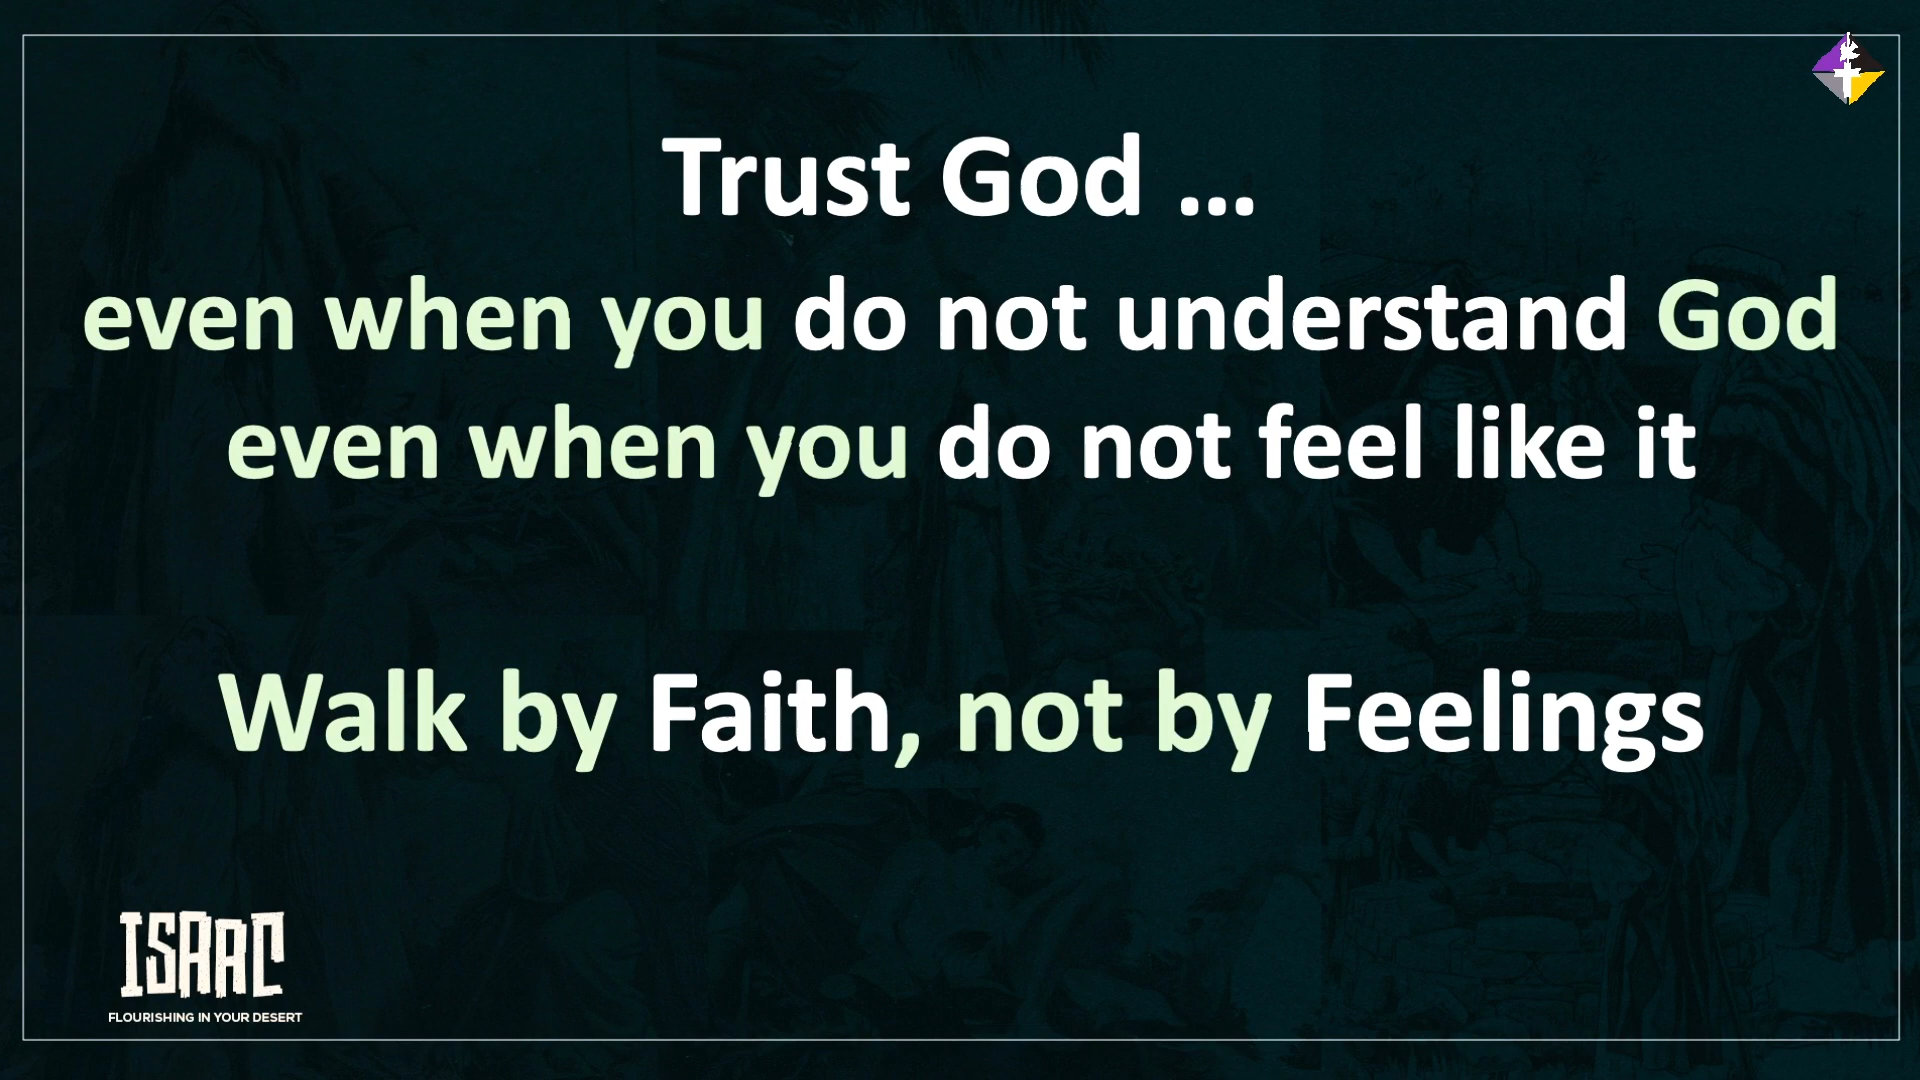 Trust God ...
even when you do not understand God
even when you do not feel like it
Walk by Faith, not by Feelings
ISAAC
FLOURISHING IN YOUR DESERT